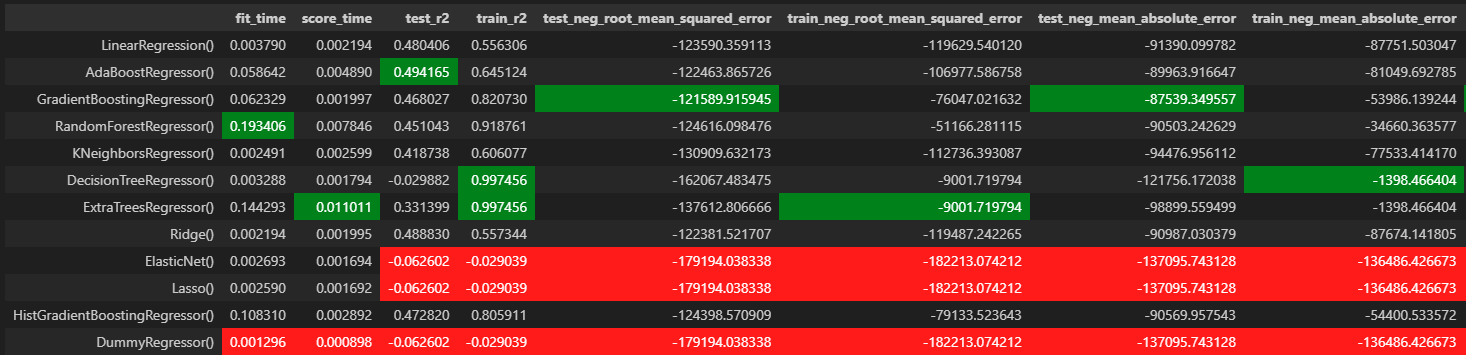 fit_time score_time test_r2 train_r2 test_neg_root_mean_squared_error train_neg_root_mean_squared_error test_neg_mean_absolute_error train_neg_mean_absolute_error
LinearRegression() 0.003790 0.002194 0.480406 0.556306 -123590.359113 -119629.540120 -91390.099782 -87751.503047
AdaBoostRegressor() 0.058642 0.004890 0.494165 0.645124 -122463.865726 -106977.586758 -89963.916647 -81049.692785
GradientBoostingRegressor() 0.062329 0.001997 0.468027 0.820730 -121589.915945 -76047.021632 -87539.349557 -53986.139244
RandomForestRegressor() 0.193406 0.007846 0.451043 0.918761 -124616.098476 -51166.281115 -90503.242629 -34660.363577
KNeighborsRegressor() 0.002491 0.002599 0.418738 0.606077 -130909.632173 -112736.393087 -94476.956112 -77533.414170
DecisionTreeRegressor() 0.003288 0.001794 -0.029882 0.997456 -162067.483475 -9001.719794 -121756.172038 -1398.466404
ExtraTreesRegressor() 0.144293 0.011011 0.331399 0.997456 -137612.806666 -9001.719794 -98899.559499 -1398.466404
Ridge() 0.002194 0.001995 0.488830 0.557344 -122381.521707 -119487.242265 -90987.030379 -87674.141805
ElasticNet() 0.002693 0.001694 -0.062602 -0.029039 -179194.038338 -182213.074212 -137095.743128 -136486.426673
Lasso() 0.002590 0.001692 -0.062602 -0.029039 -179194.038338 -182213.074212 -137095.743128 -136486.426673
HistGradientBoostingRegressor() 0.108310 0.002892 0.472820 0.805911 -124398.570909 -79133.523643 -90569.957543 -54400.533572
DummyRegressor() 0.001296 0.000898 -0.062602 -0.029039 -179194.038338 -182213.074212 -137095.743128 -136486.426673